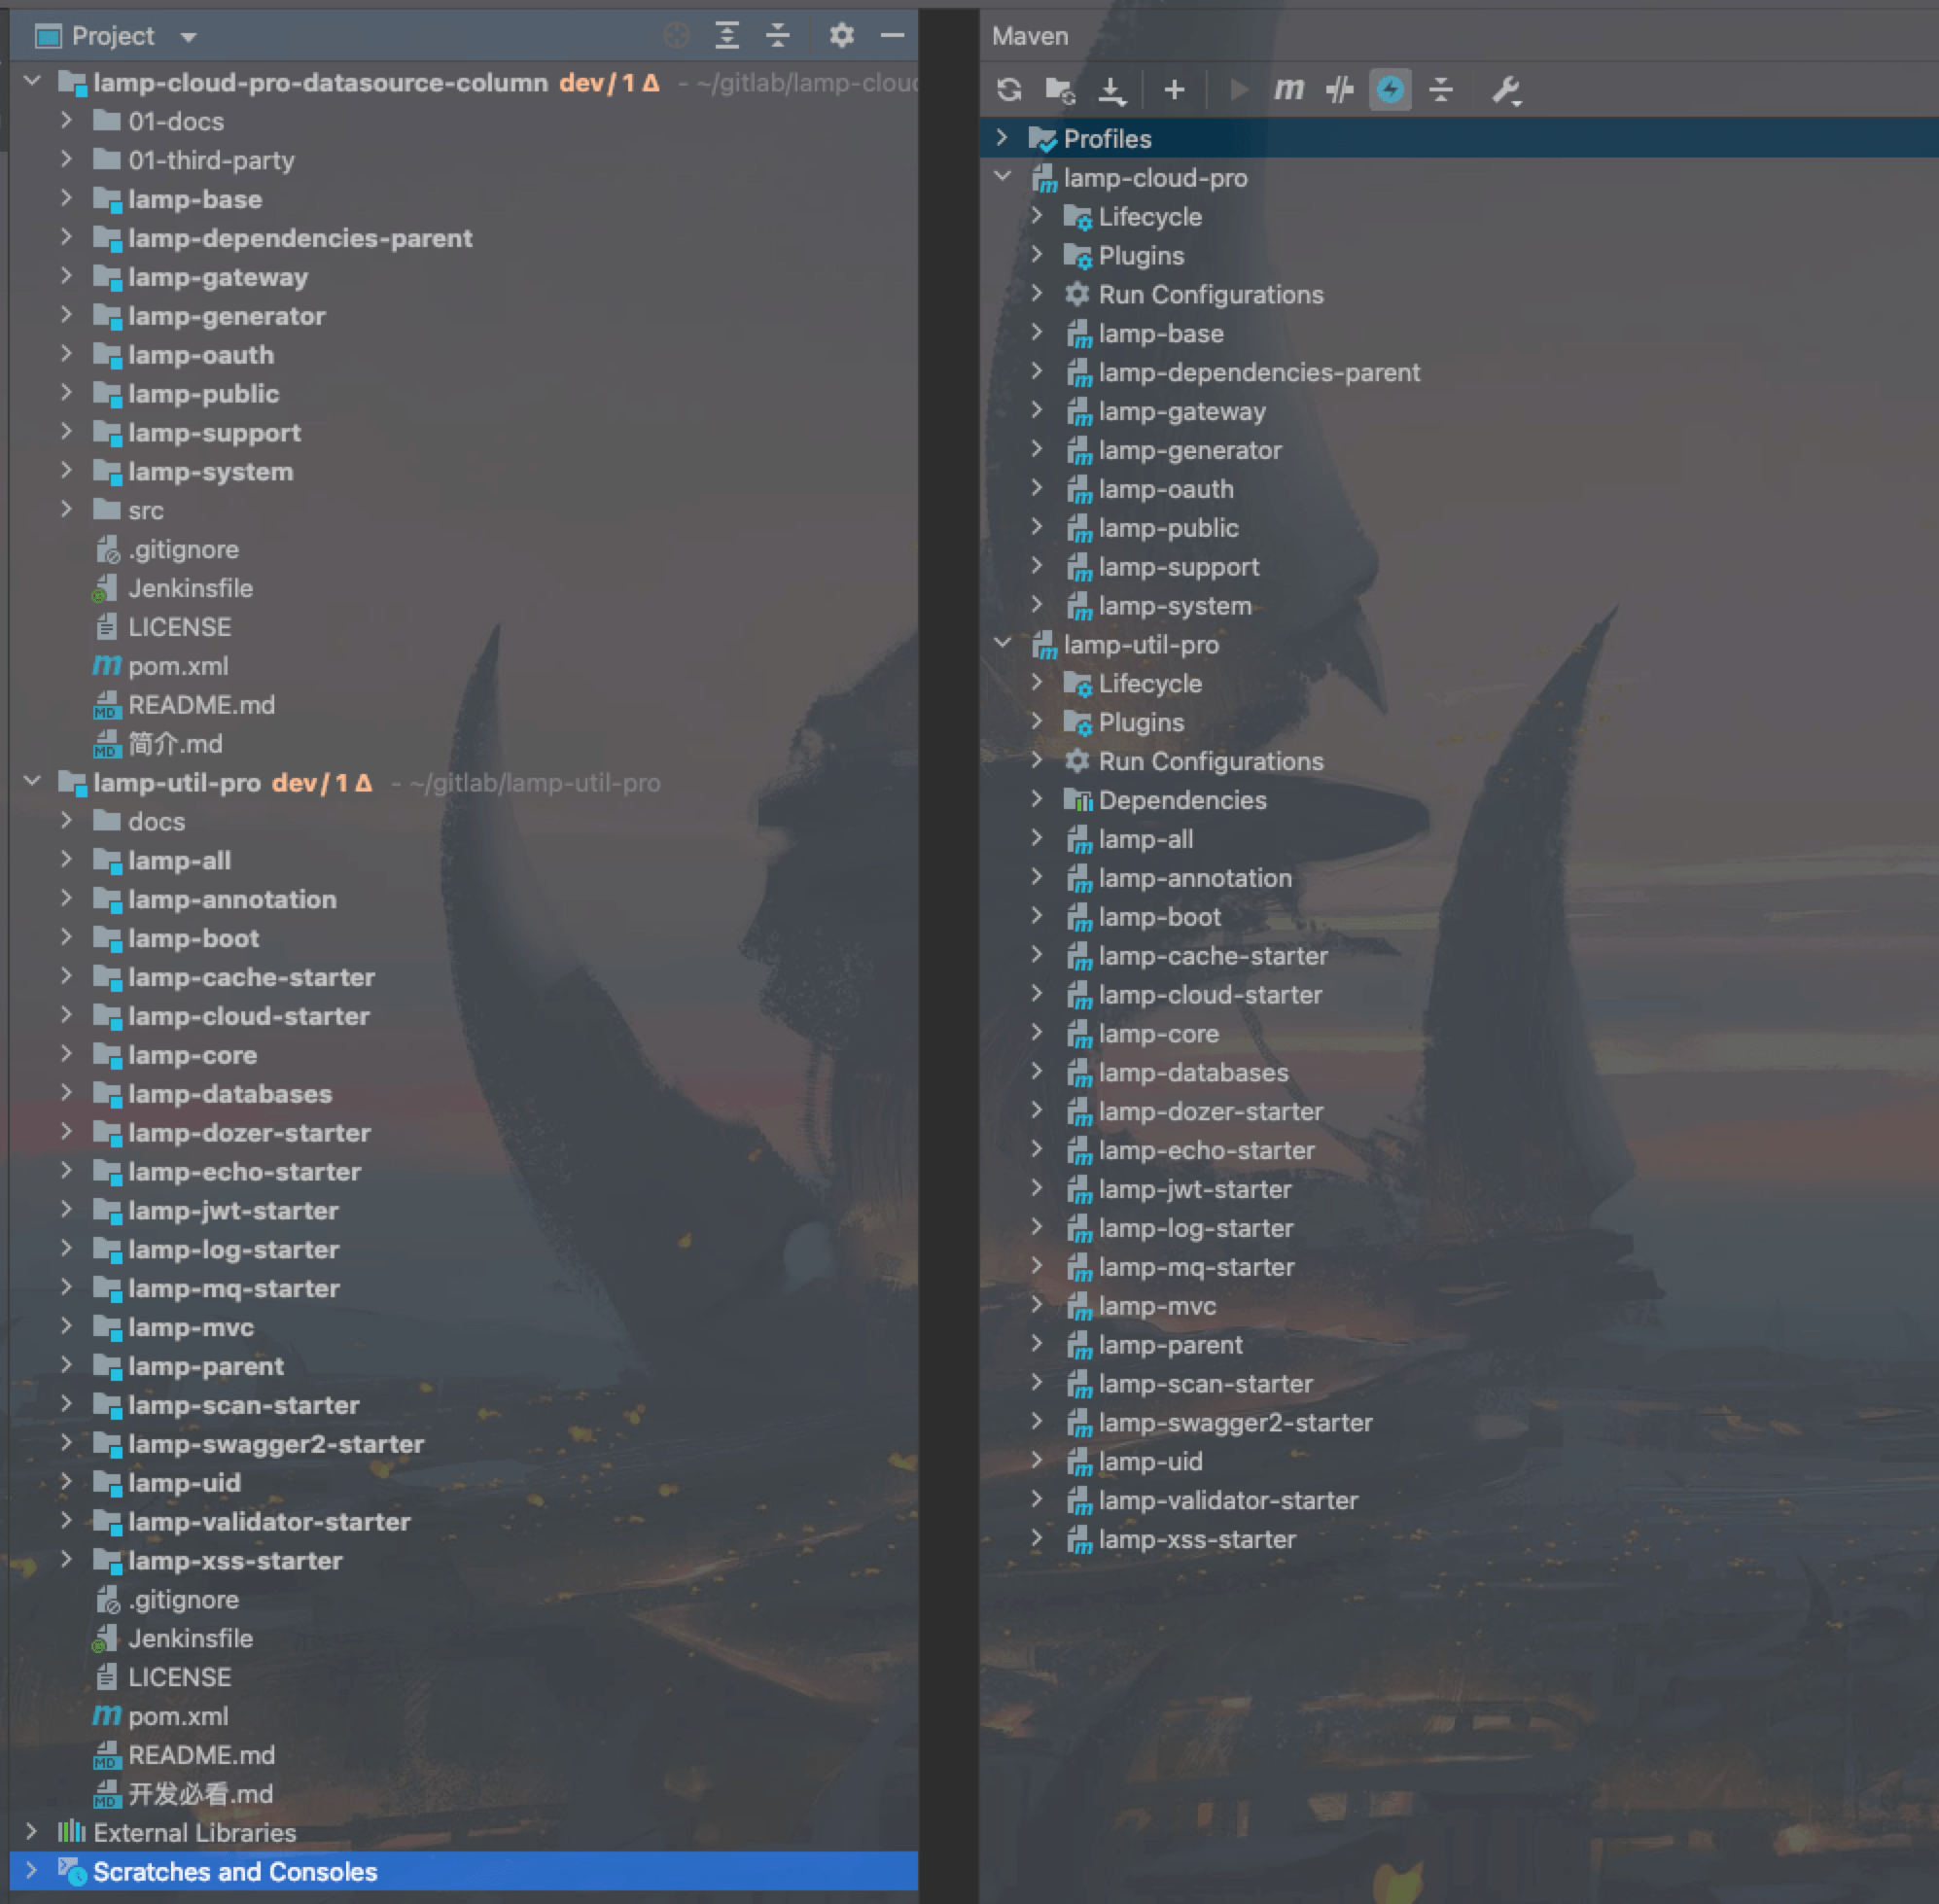 Project
lamp-cloud-pro-datasource-column dev / 1 Δ - ~/gitlab/lamp-cloud
01-docs
01-third-party
lamp-base
lamp-dependencies-parent
lamp-gateway
lamp-generator
lamp-oauth
lamp-public
lamp-support
lamp-system
src
.gitignore
Jenkinsfile
LICENSE
pom.xml
README.md
简介.md
lamp-util-pro dev / 1 Δ - ~/gitlab/lamp-util-pro
docs
lamp-all
lamp-annotation
lamp-boot
lamp-cache-starter
lamp-cloud-starter
lamp-core
lamp-databases
lamp-dozer-starter
lamp-echo-starter
lamp-jwt-starter
lamp-log-starter
lamp-mq-starter
lamp-mvc
lamp-parent
lamp-scan-starter
lamp-swagger2-starter
lamp-uid
lamp-validator-starter
lamp-xss-starter
.gitignore
Jenkinsfile
LICENSE
pom.xml
README.md
开发必看.md
External Libraries
Scratches and Consoles
Maven
Profiles
lamp-cloud-pro
Lifecycle
Plugins
Run Configurations
lamp-base
lamp-dependencies-parent
lamp-gateway
lamp-generator
lamp-oauth
lamp-public
lamp-support
lamp-system
lamp-util-pro
Lifecycle
Plugins
Run Configurations
Dependencies
lamp-all
lamp-annotation
lamp-boot
lamp-cache-starter
lamp-cloud-starter
lamp-core
lamp-databases
lamp-dozer-starter
lamp-echo-starter
lamp-jwt-starter
lamp-log-starter
lamp-mq-starter
lamp-mvc
lamp-parent
lamp-scan-starter
lamp-swagger2-starter
lamp-uid
lamp-validator-starter
lamp-xss-starter